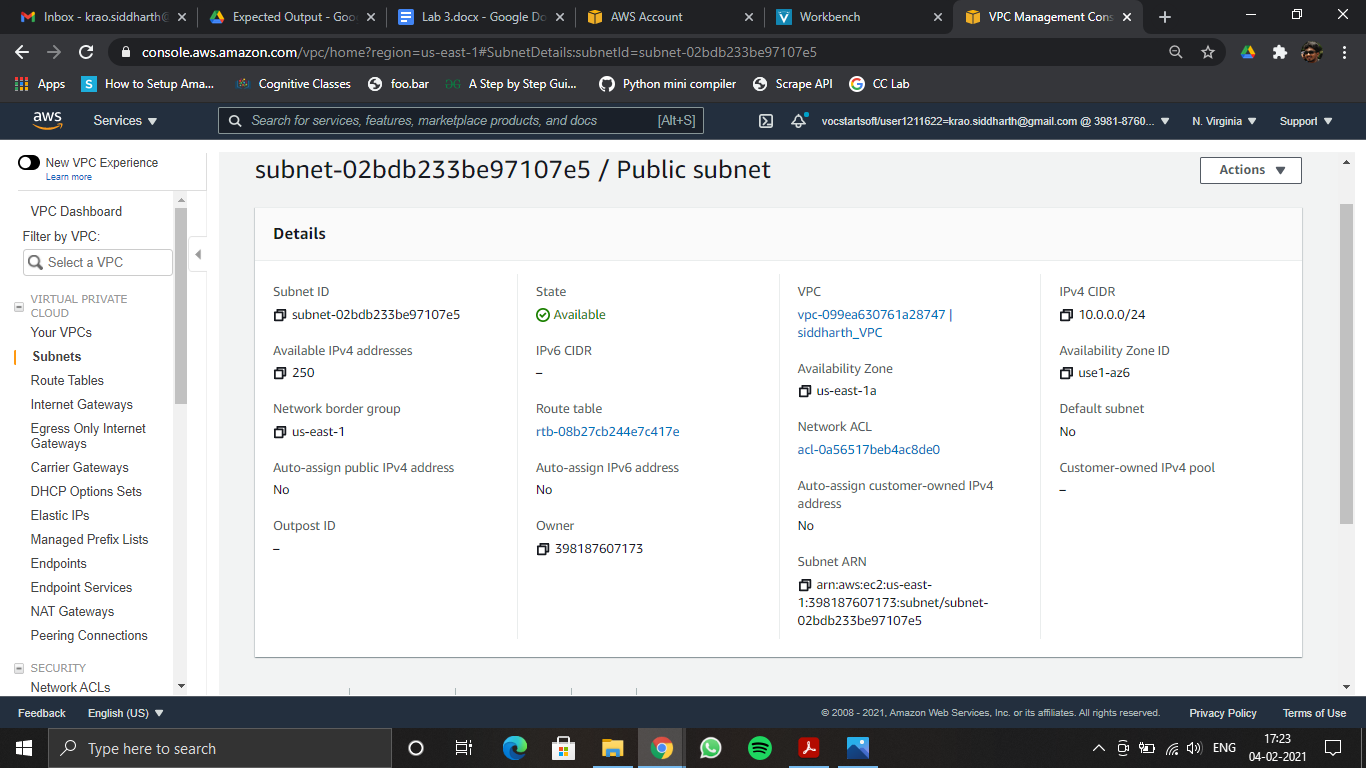 Inbox - krao.siddharth@
Expected Output - Goo
Lab 3.docx - Google Do
AWS Account
Workbench
VPC Management Cons
console.aws.amazon.com/vpc/home?region=us-east-1#SubnetDetails:subnetId=subnet-02bdb233be97107e5
Apps
How to Setup Ama...
Cognitive Classes
foo.bar
A Step by Step Gui...
Python mini compiler
Scrape API
CC Lab
aws
Services
Search for services, features, marketplace products, and docs
[Alt+S]
vocstartsoft/user1211622=krao.siddharth@gmail.com @ 3981-8760...
N. Virginia
Support
New VPC Experience
Learn more
VPC Dashboard
Filter by VPC:
Select a VPC
VIRTUAL PRIVATE
CLOUD
Your VPCs
Subnets
Route Tables
Internet Gateways
Egress Only Internet
Gateways
Carrier Gateways
DHCP Options Sets
Elastic IPs
Managed Prefix Lists
Endpoints
Endpoint Services
NAT Gateways
Peering Connections
SECURITY
Network ACLs
subnet-02bdb233be97107e5 / Public subnet
Actions
Details
Subnet ID
subnet-02bdb233be97107e5
Available IPv4 addresses
250
Network border group
us-east-1
Auto-assign public IPv4 address
No
Outpost ID
–
State
Available
IPv6 CIDR
–
Route table
rtb-08b27cb244e7c417e
Auto-assign IPv6 address
No
Owner
398187607173
VPC
vpc-099ea630761a28747 |
siddharth_VPC
Availability Zone
us-east-1a
Network ACL
acl-0a56517beb4ac8de0
Auto-assign customer-owned IPv4
address
No
Subnet ARN
arn:aws:ec2:us-east-
1:398187607173:subnet/subnet-
02bdb233be97107e5
IPv4 CIDR
10.0.0.0/24
Availability Zone ID
use1-az6
Default subnet
No
Customer-owned IPv4 pool
–
Feedback
English (US)
© 2008 - 2021, Amazon Web Services, Inc. or its affiliates. All rights reserved.
Privacy Policy
Terms of Use
Type here to search
ENG
17:23
04-02-2021